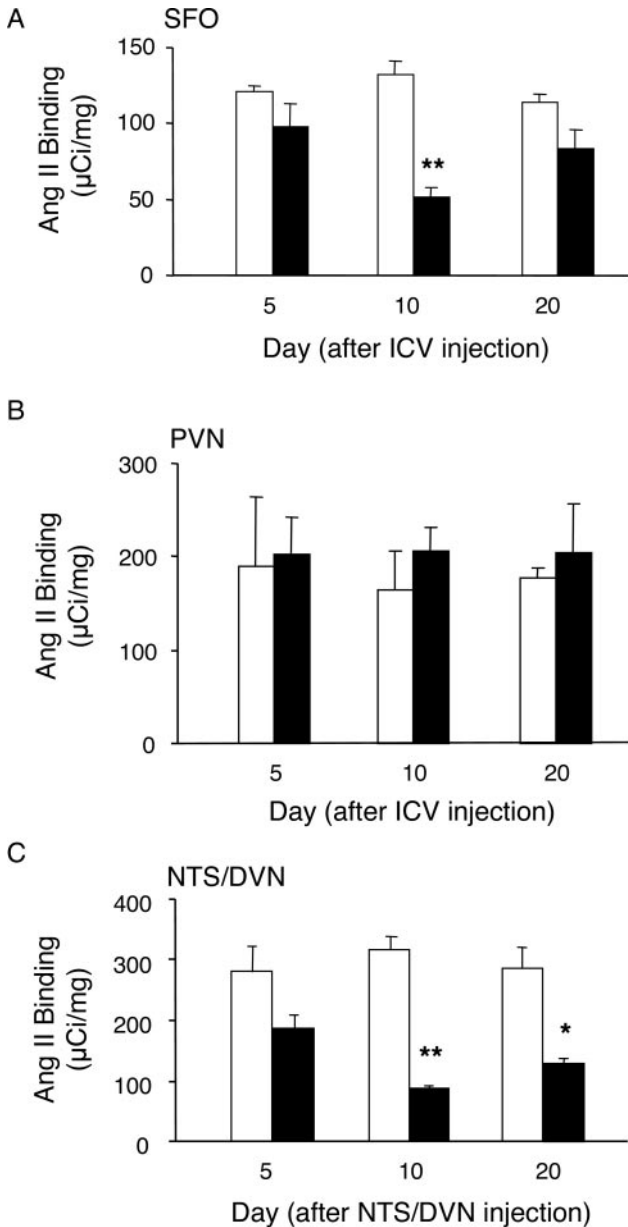 A
SFO
150
100
50
0
Ang II Binding
(µCi/mg)
**
5 10 20
Day (after ICV injection)
B
PVN
300
200
100
0
Ang II Binding
(µCi/mg)
5 10 20
Day (after ICV injection)
C
NTS/DVN
400
300
200
100
0
Ang II Binding
(µCi/mg)
** *
5 10 20
Day (after NTS/DVN injection)